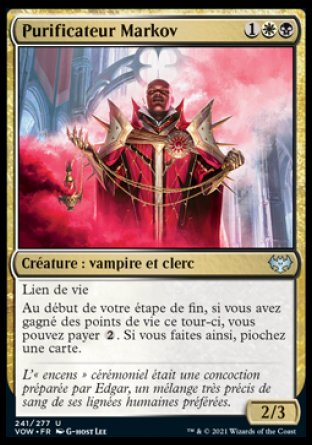 Purificateur Markov 1
Créature : vampire et clerc
Lien de vie
Au début de votre étape de fin, si vous avez
gagné des points de vie ce tour-ci, vous
pouvez payer 2. Si vous faites ainsi, piochez
une carte.
L'« encens » cérémoniel était une concoction
préparée par Edgar, un mélange très précis de
sang de ses lignées humaines préférées.
2/3
241/277 U
VOW • FR G-HOST LEE
™ & © 2021 Wizards of the Coast